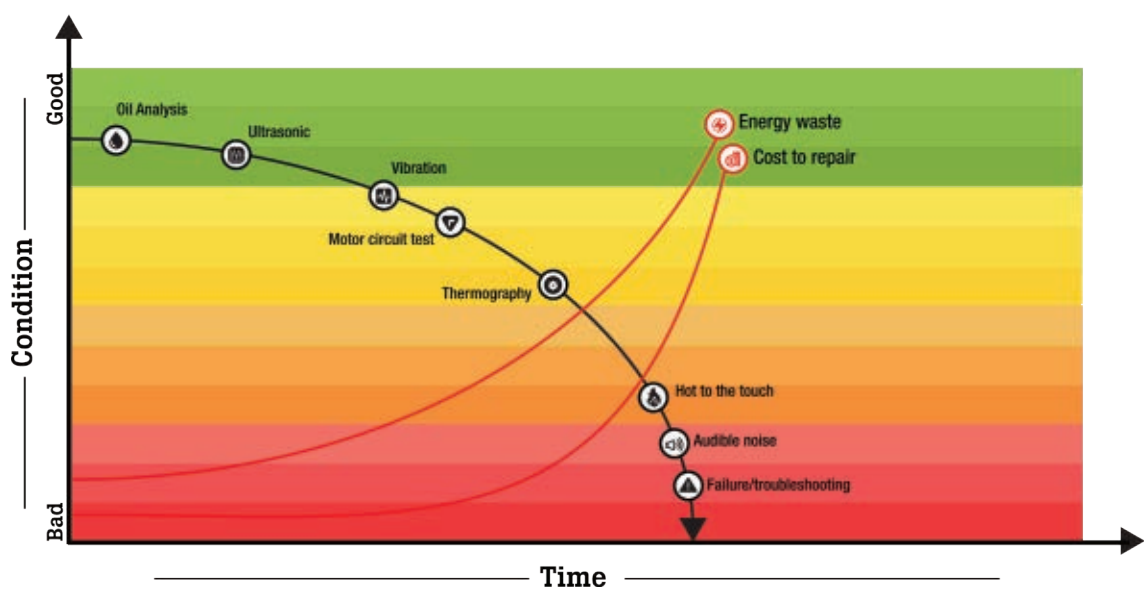 Good
Oil Analysis
Ultrasonic
Vibration
Motor circuit test
Thermography
Energy waste
Cost to repair
Hot to the touch
Audible noise
Failure/troubleshooting
Condition
Bad
Time